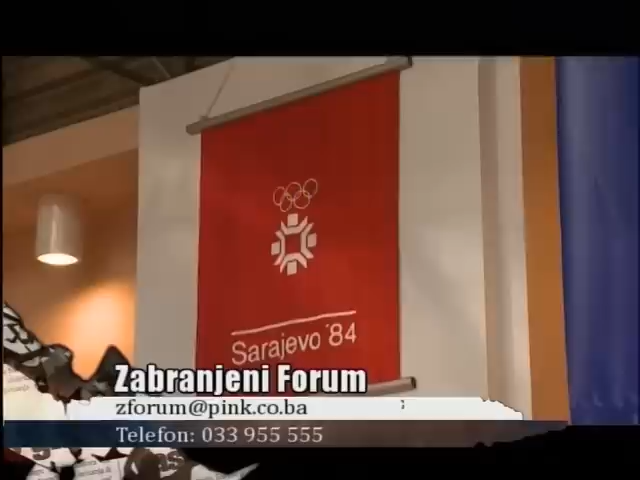 Sarajevo '84
Zabranjeni Forum
zforum@pink.co.ba
Telefon: 033 955 555